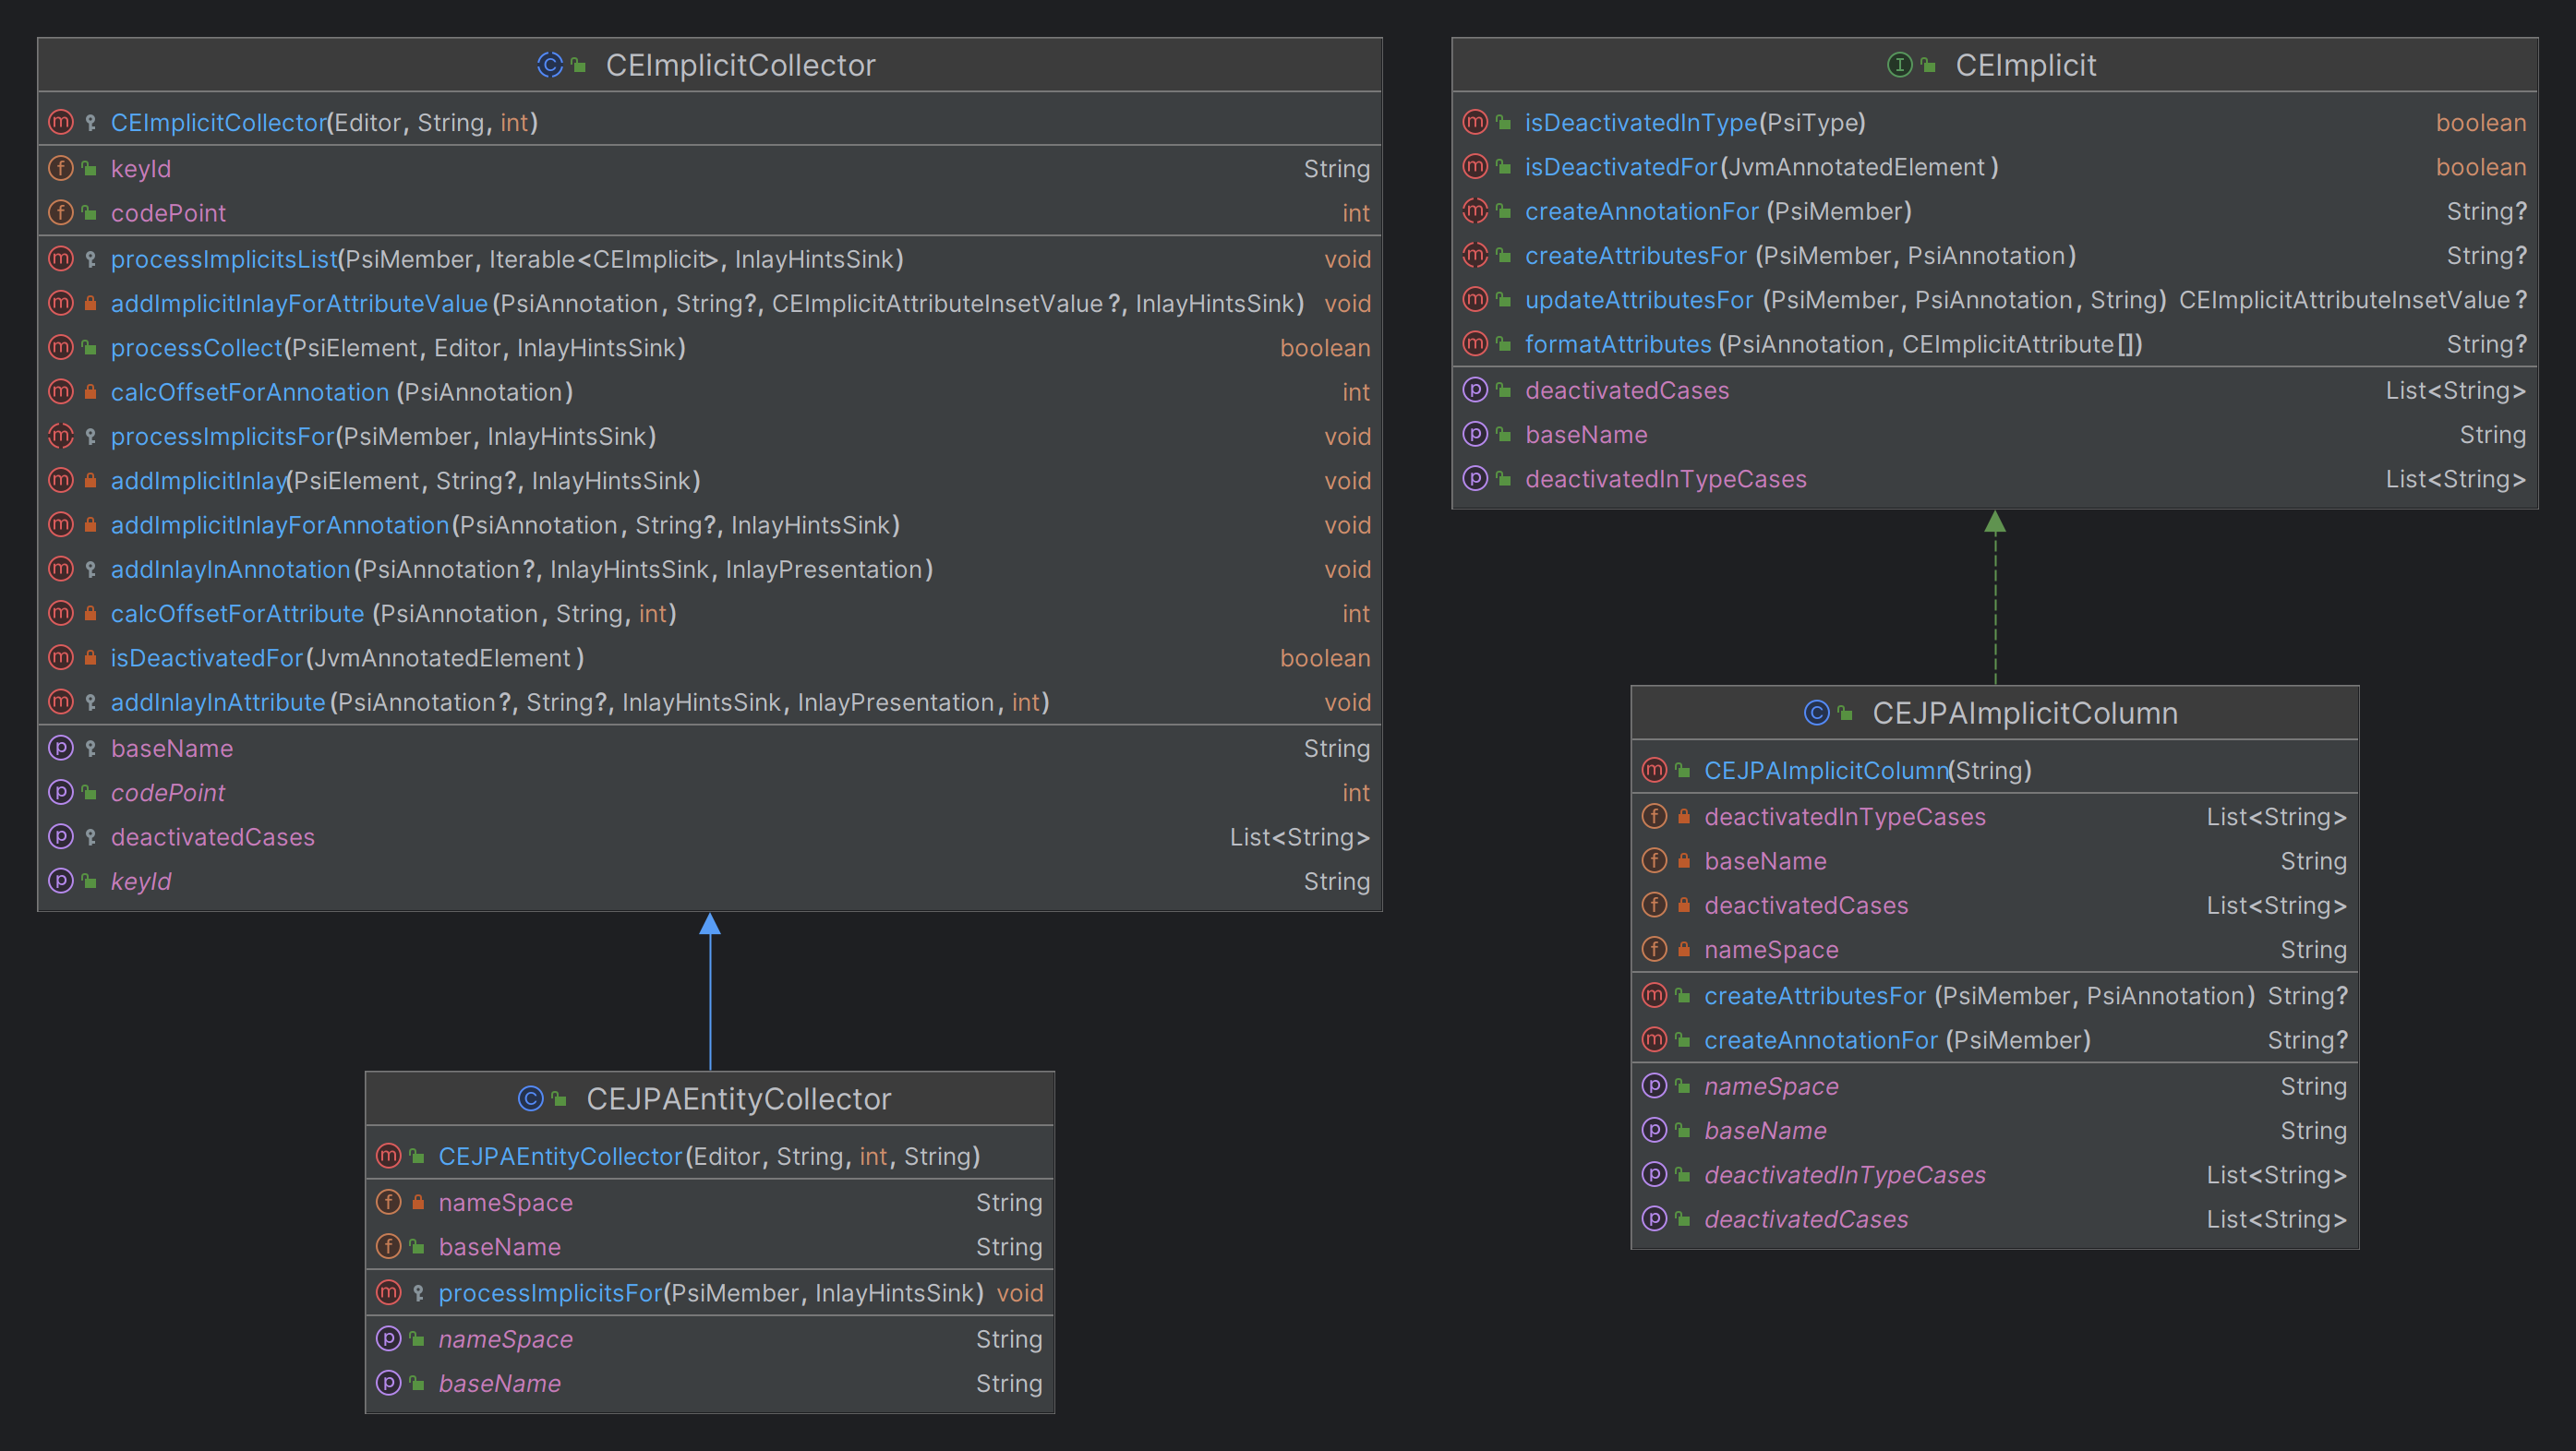 CEImplicitCollector
CEImplicitCollector(Editor, String, int)
keyId String
codePoint int
processImplicitsList(PsiMember, Iterable<CEImplicit>, InlayHintsSink) void
addImplicitInlayForAttributeValue(PsiAnnotation, String?, CEImplicitAttributeInsetValue?, InlayHintsSink) void
processCollect(PsiElement, Editor, InlayHintsSink) boolean
calcOffsetForAnnotation(PsiAnnotation) int
processImplicitsFor(PsiMember, InlayHintsSink) void
addImplicitInlay(PsiElement, String?, InlayHintsSink) void
addImplicitInlayForAnnotation(PsiAnnotation, String?, InlayHintsSink) void
addInlayInAnnotation(PsiAnnotation?, InlayHintsSink, InlayPresentation) void
calcOffsetForAttribute(PsiAnnotation, String, int) int
isDeactivatedFor(JvmAnnotatedElement) boolean
addInlayInAttribute(PsiAnnotation?, String?, InlayHintsSink, InlayPresentation, int) void
baseName String
codePoint int
deactivatedCases List<String>
keyId String
CEImplicit
isDeactivatedInType(PsiType) boolean
isDeactivatedFor(JvmAnnotatedElement) boolean
createAnnotationFor(PsiMember) String?
createAttributesFor(PsiMember, PsiAnnotation) String?
updateAttributesFor(PsiMember, PsiAnnotation, String) CEImplicitAttributeInsetValue?
formatAttributes(PsiAnnotation, CEImplicitAttribute[]) String?
deactivatedCases List<String>
baseName String
deactivatedInTypeCases List<String>
CEJPAEntityCollector
CEJPAEntityCollector(Editor, String, int, String)
nameSpace String
baseName String
processImplicitsFor(PsiMember, InlayHintsSink) void
nameSpace String
baseName String
CEJPAImplicitColumn
CEJPAImplicitColumn(String)
deactivatedInTypeCases List<String>
baseName String
deactivatedCases List<String>
nameSpace String
createAttributesFor(PsiMember, PsiAnnotation) String?
createAnnotationFor(PsiMember) String?
nameSpace String
baseName String
deactivatedInTypeCases List<String>
deactivatedCases List<String>